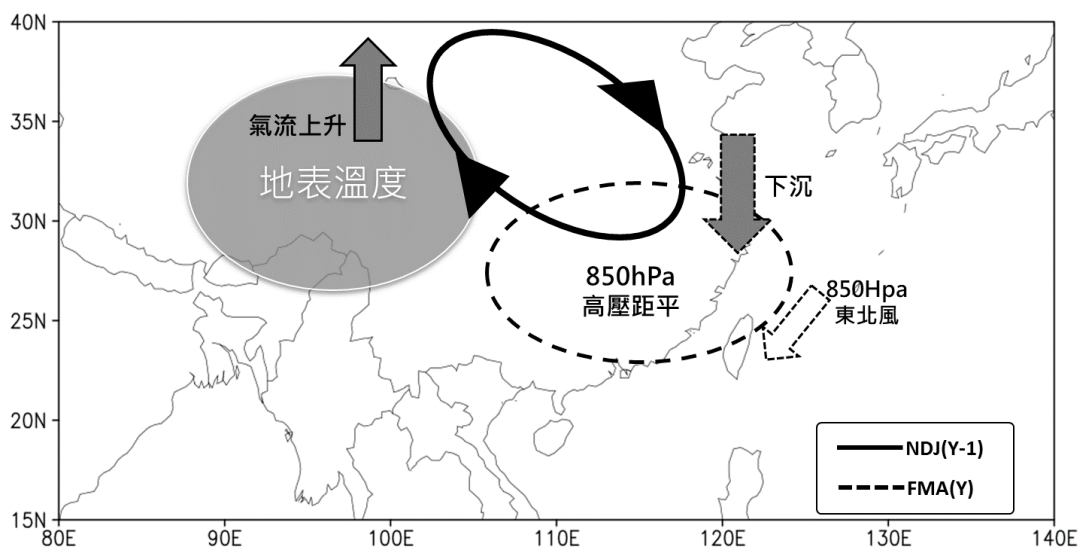 40N
35N
30N
25N
20N
15N
氣流上升
地表溫度
下沉
850hPa
高壓距平
850Hpa
東北風
NDJ(Y-1)
FMA(Y)
80E
90E
100E
110E
120E
130E
140E